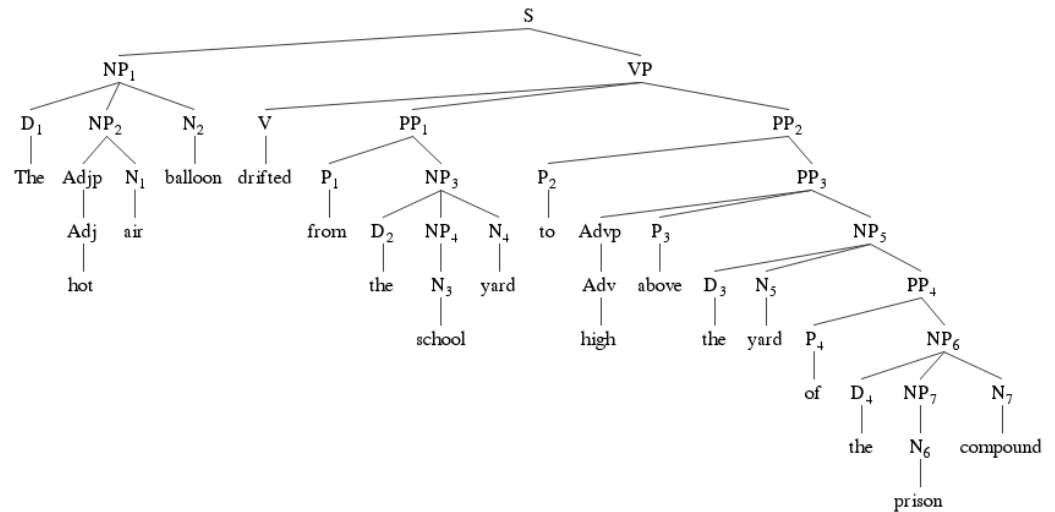 S
NP₁ VP
D₁ NP₂ N₂ V PP₁ PP₂
The Adjp N₁ balloon drifted P₁ NP₃ P₂ PP₃
Adj air from D₂ NP₄ N₄ to Advp P₃ NP₅
hot the N₃ yard Adv above D₃ N₅ PP₄
school high the yard P₄ NP₆
of D₄ NP₇ N₇
the N₆ compound
prison